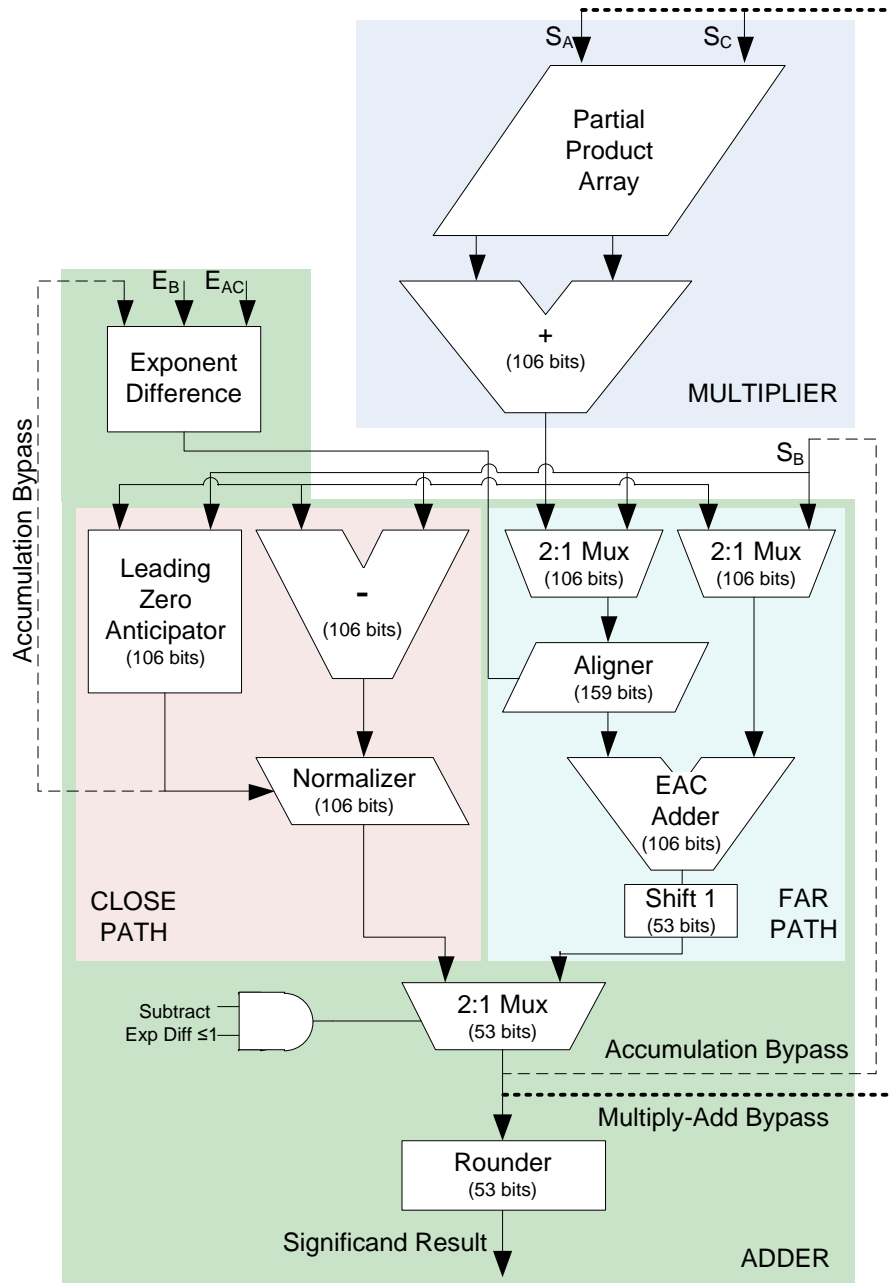 S_A
S_C
Partial
Product
Array
E_B
E_AC
Exponent
Difference
+
(106 bits)
MULTIPLIER
Accumulation Bypass
S_B
Leading
Zero
Anticipator
(106 bits)
-
(106 bits)
2:1 Mux
(106 bits)
2:1 Mux
(106 bits)
Aligner
(159 bits)
Normalizer
(106 bits)
EAC
Adder
(106 bits)
CLOSE
PATH
Shift 1
(53 bits)
FAR
PATH
Subtract
Exp Diff ≤1
2:1 Mux
(53 bits)
Accumulation Bypass
Multiply-Add Bypass
Rounder
(53 bits)
Significand Result
ADDER